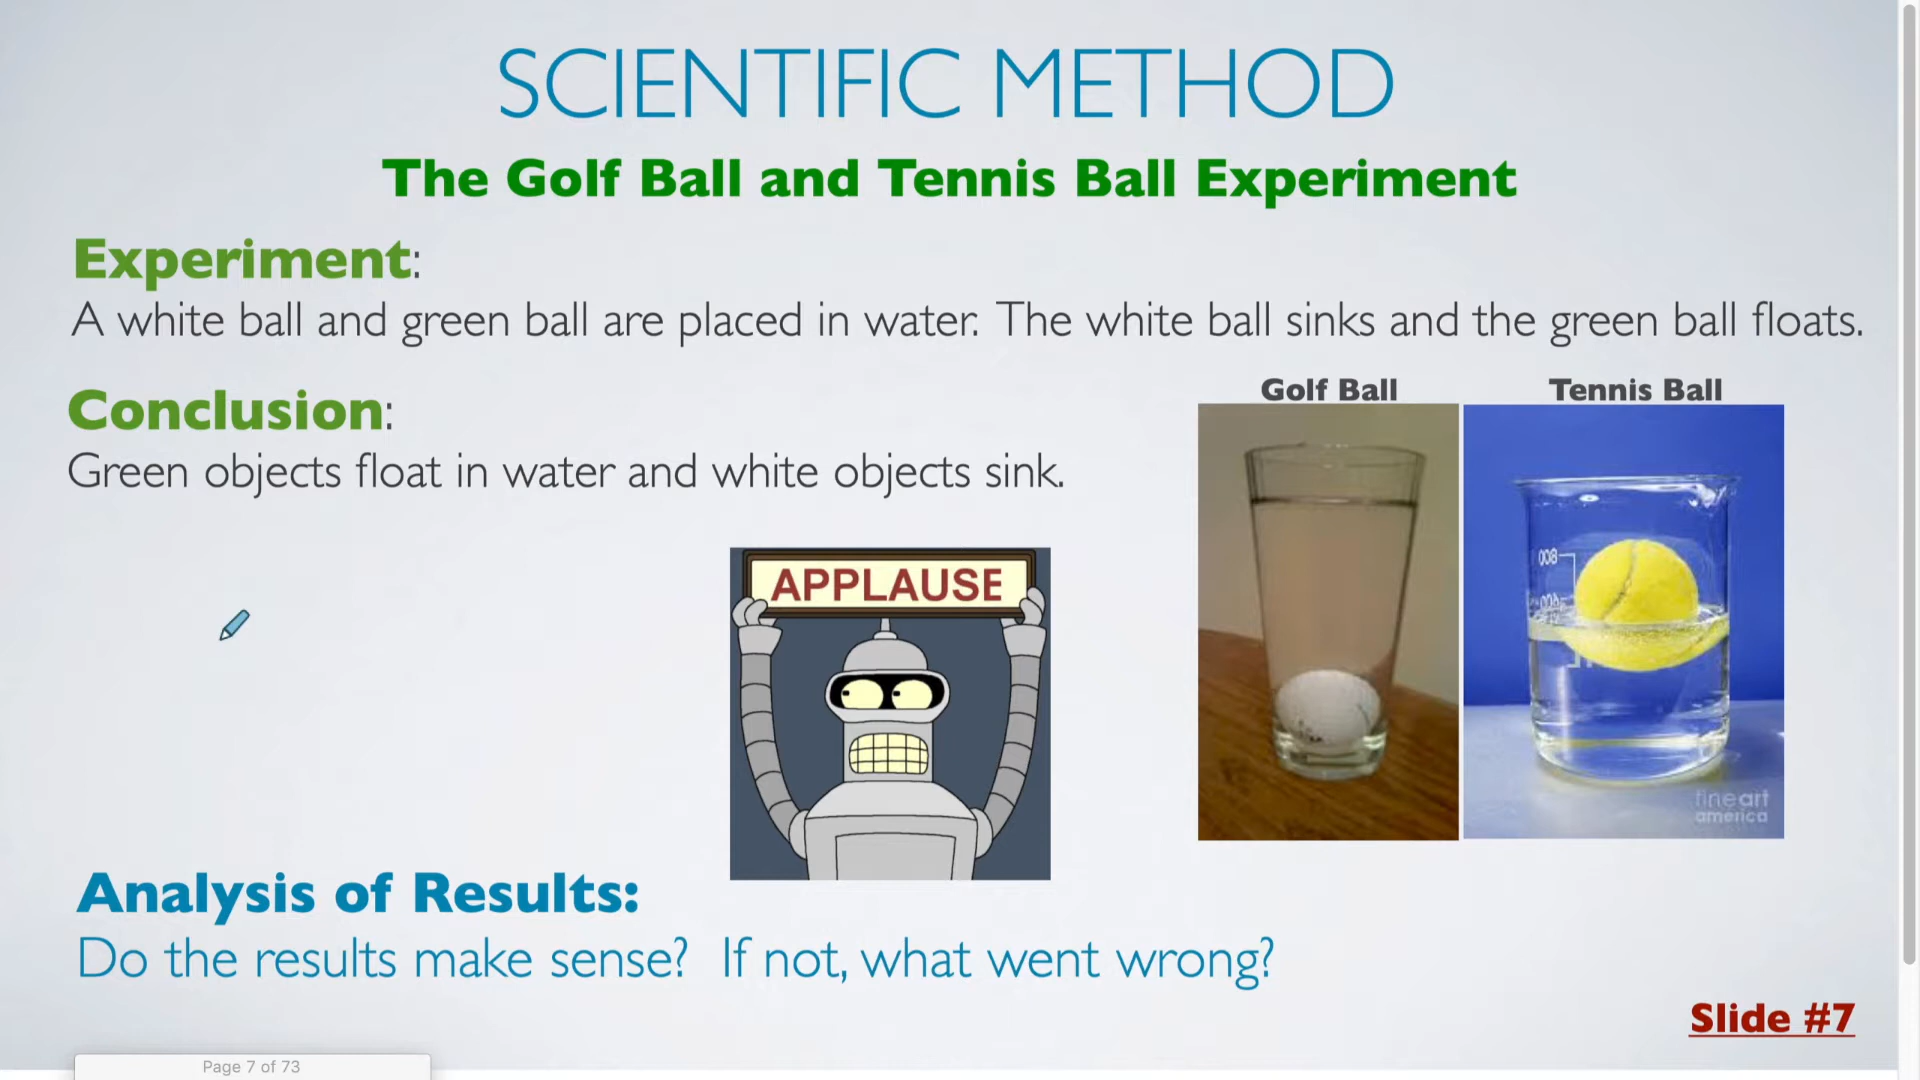 SCIENTIFIC METHOD
The Golf Ball and Tennis Ball Experiment
Experiment:
A white ball and green ball are placed in water. The white ball sinks and the green ball floats.
Conclusion:
Green objects float in water and white objects sink.
Golf Ball
Tennis Ball
APPLAUSE
800
600
fineart
america
Analysis of Results:
Do the results make sense? If not, what went wrong?
Slide #7
Page 7 of 73